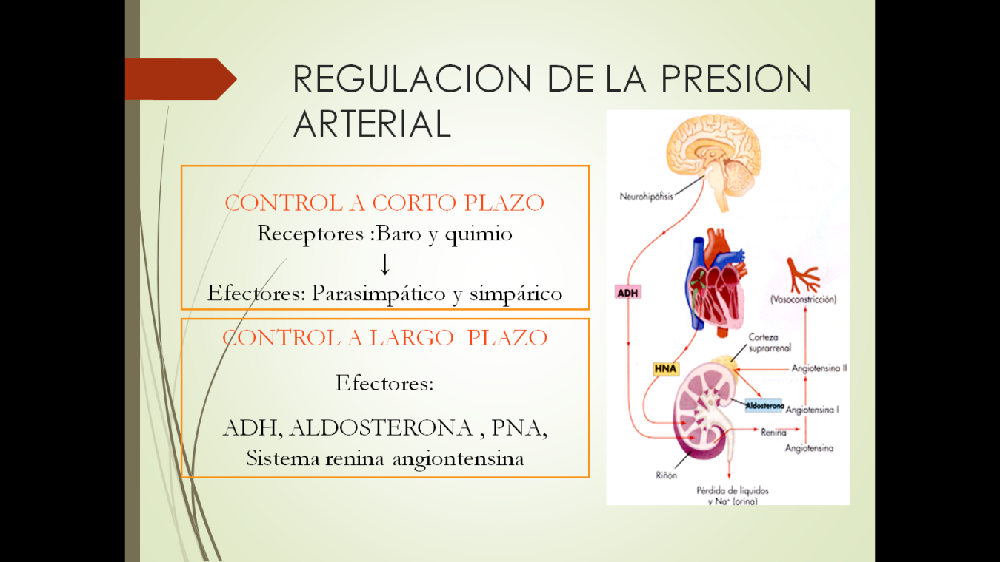 REGULACION DE LA PRESION
ARTERIAL
CONTROL A CORTO PLAZO
Receptores :Baro y quimio
↓
Efectores: Parasimpático y simpárico
CONTROL A LARGO PLAZO
Efectores:
ADH, ALDOSTERONA , PNA,
Sistema renina angiontensina
Neurohipófisis
ADH
(Vasoconstricción)
Corteza
suprarrenal
HNA
Angiotensina II
Aldosterona
Angiotensina I
Renina
Angiotensina
Riñón
Pérdida de líquidos
y Na⁺ (orina)